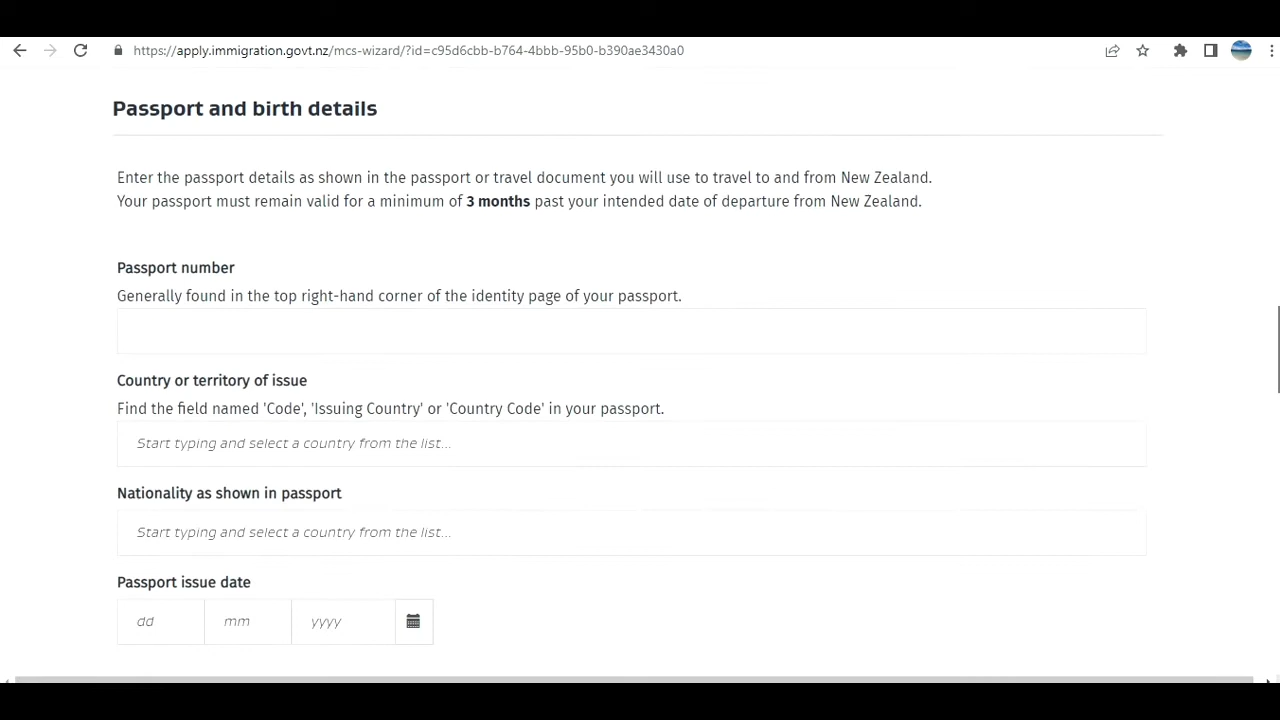 https://apply.immigration.govt.nz/mcs-wizard/?id=c95d6cbb-b764-4bbb-95b0-b390ae3430a0
Passport and birth details
Enter the passport details as shown in the passport or travel document you will use to travel to and from New Zealand.
Your passport must remain valid for a minimum of 3 months past your intended date of departure from New Zealand.
Passport number
Generally found in the top right-hand corner of the identity page of your passport.
Country or territory of issue
Find the field named 'Code', 'Issuing Country' or 'Country Code' in your passport.
Start typing and select a country from the list...
Nationality as shown in passport
Start typing and select a country from the list...
Passport issue date
dd mm yyyy